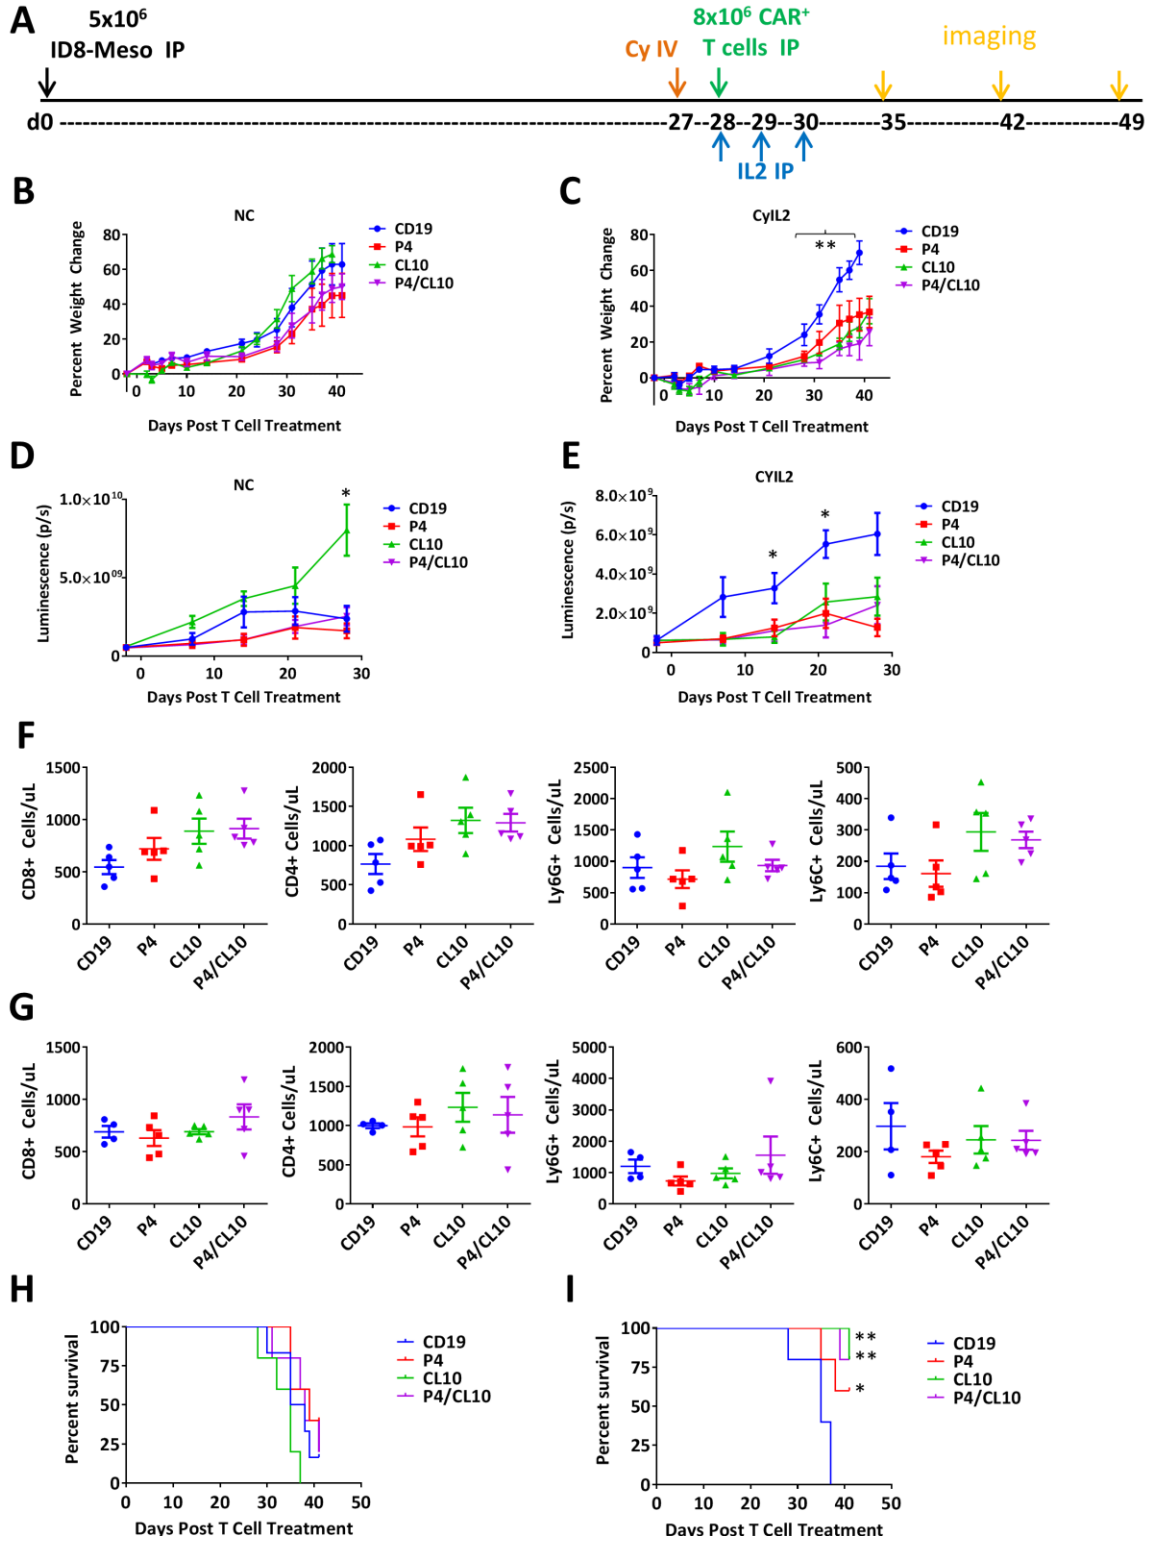 A
5x10⁶
ID8-Meso IP
Cy IV
8x10⁶ CAR⁺
T cells IP
imaging
d0 ---27--28--29--30---35---42---49
IL2 IP
B
NC
Percent Weight Change
80
60
40
20
0
0 10 20 30 40
Days Post T Cell Treatment
CD19
P4
CL10
P4/CL10
C
CyIL2
**
Percent Weight Change
80
60
40
20
0
0 10 20 30 40
Days Post T Cell Treatment
CD19
P4
CL10
P4/CL10
D
NC
*
Luminescence (p/s)
1.0×10¹⁰
5.0×10⁰⁹
0
0 10 20 30
Days Post T Cell Treatment
CD19
P4
CL10
P4/CL10
E
CYIL2
* *
Luminescence (p/s)
8.0×10⁹
6.0×10⁹
4.0×10⁹
2.0×10⁹
0
0 10 20 30
Days Post T Cell Treatment
CD19
P4
CL10
P4/CL10
F
CD8+ Cells/uL
1500
1000
500
0
CD19 P4 CL10 P4/CL10
CD4+ Cells/uL
2000
1500
1000
500
0
CD19 P4 CL10 P4/CL10
Ly6G+ Cells/uL
2500
2000
1500
1000
500
0
CD19 P4 CL10 P4/CL10
Ly6C+ Cells/uL
500
400
300
200
100
0
CD19 P4 CL10 P4/CL10
G
CD8+ Cells/uL
1500
1000
500
0
CD19 P4 CL10 P4/CL10
CD4+ Cells/uL
2000
1500
1000
500
0
CD19 P4 CL10 P4/CL10
Ly6G+ Cells/uL
5000
4000
3000
2000
1000
0
CD19 P4 CL10 P4/CL10
Ly6C+ Cells/uL
600
400
200
0
CD19 P4 CL10 P4/CL10
H
Percent survival
100
75
50
25
0
0 10 20 30 40 50
Days Post T Cell Treatment
CD19
P4
CL10
P4/CL10
I
Percent survival
100
75
50
25
0
0 10 20 30 40 50
Days Post T Cell Treatment
**
**
*
CD19
P4
CL10
P4/CL10